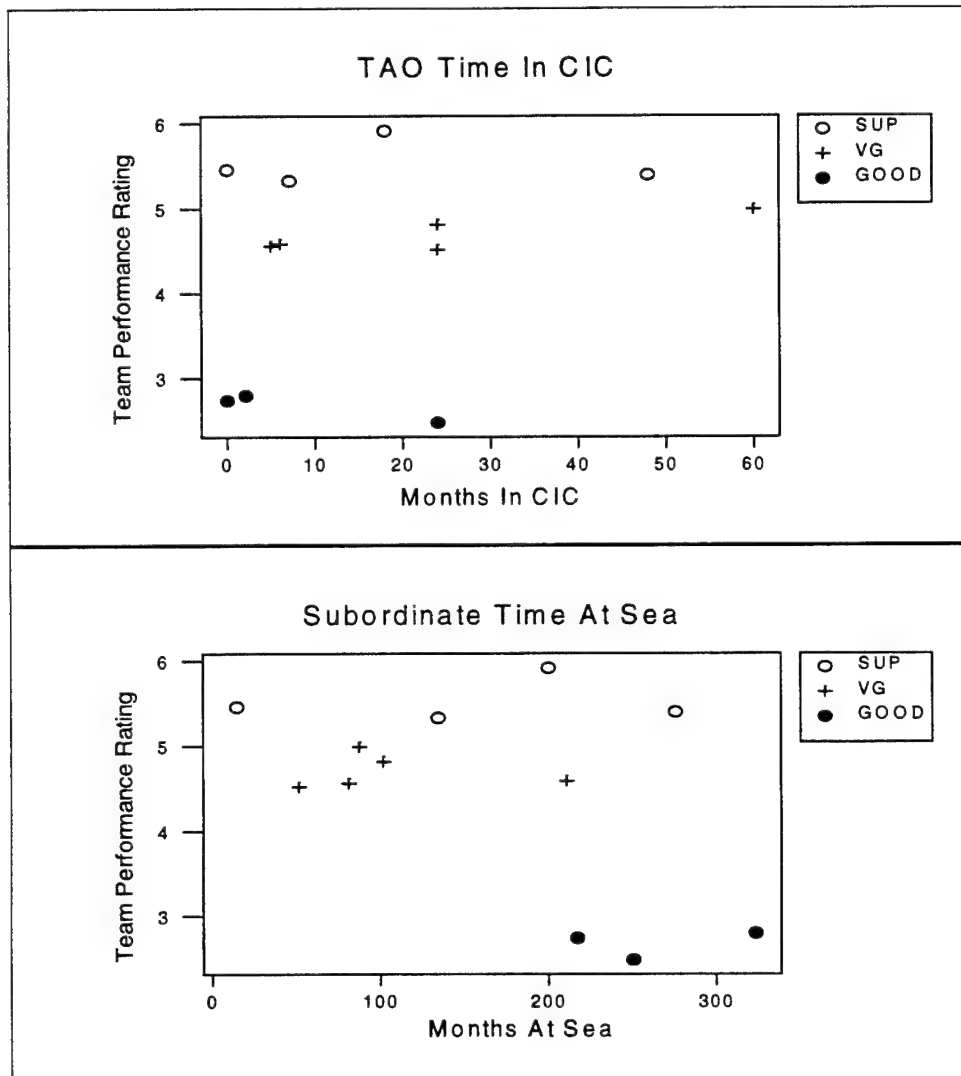 TAO Time In CIC
Team Performance Rating
6
5
4
3
0 10 20 30 40 50 60
Months In CIC
SUP
VG
GOOD
Subordinate Time At Sea
Team Performance Rating
6
5
4
3
0 100 200 300
Months At Sea
SUP
VG
GOOD